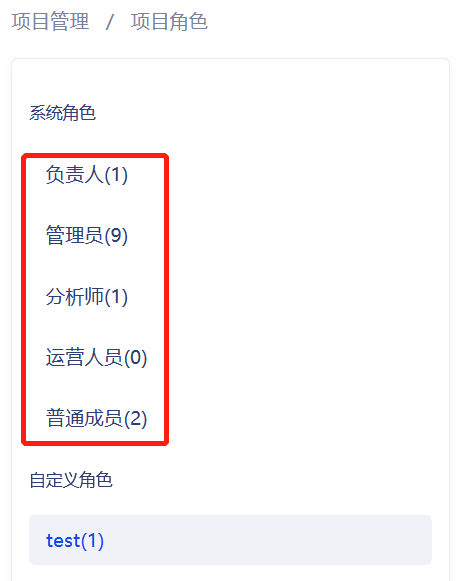 项目管理 / 项目角色
系统角色
负责人(1)
管理员(9)
分析师(1)
运营人员(0)
普通成员(2)
自定义角色
test(1)